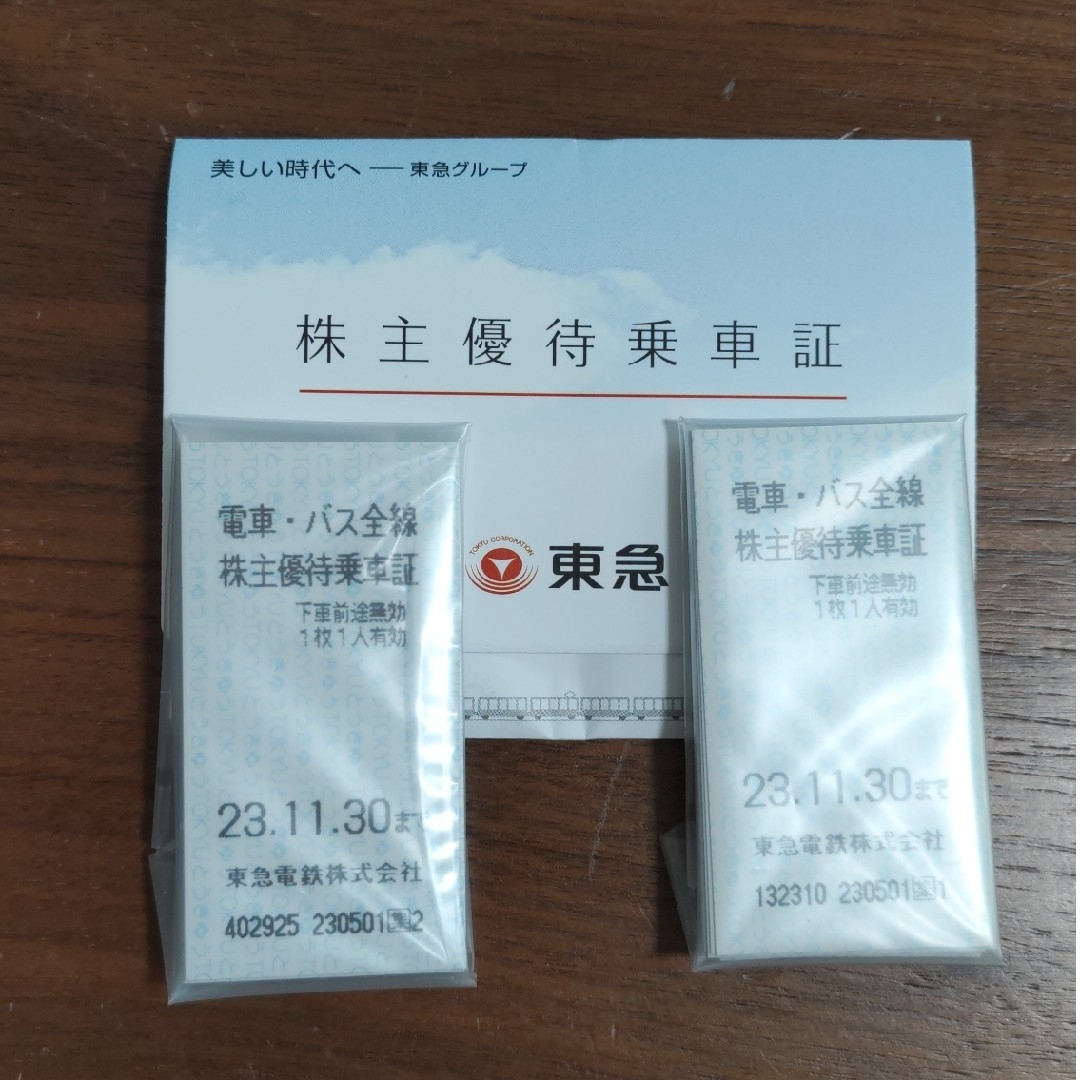 美しい時代へ ── 東急グループ
株主優待乗車証
TOKYU CORPORATION
東急
電車・バス全線
株主優待乗車証
下車前途無効
1枚1人有効
23.11.30まで
東急電鉄株式会社
402925 230501 2
電車・バス全線
株主優待乗車証
下車前途無効
1枚1人有効
23.11.30まで
東急電鉄株式会社
132310 230501 1